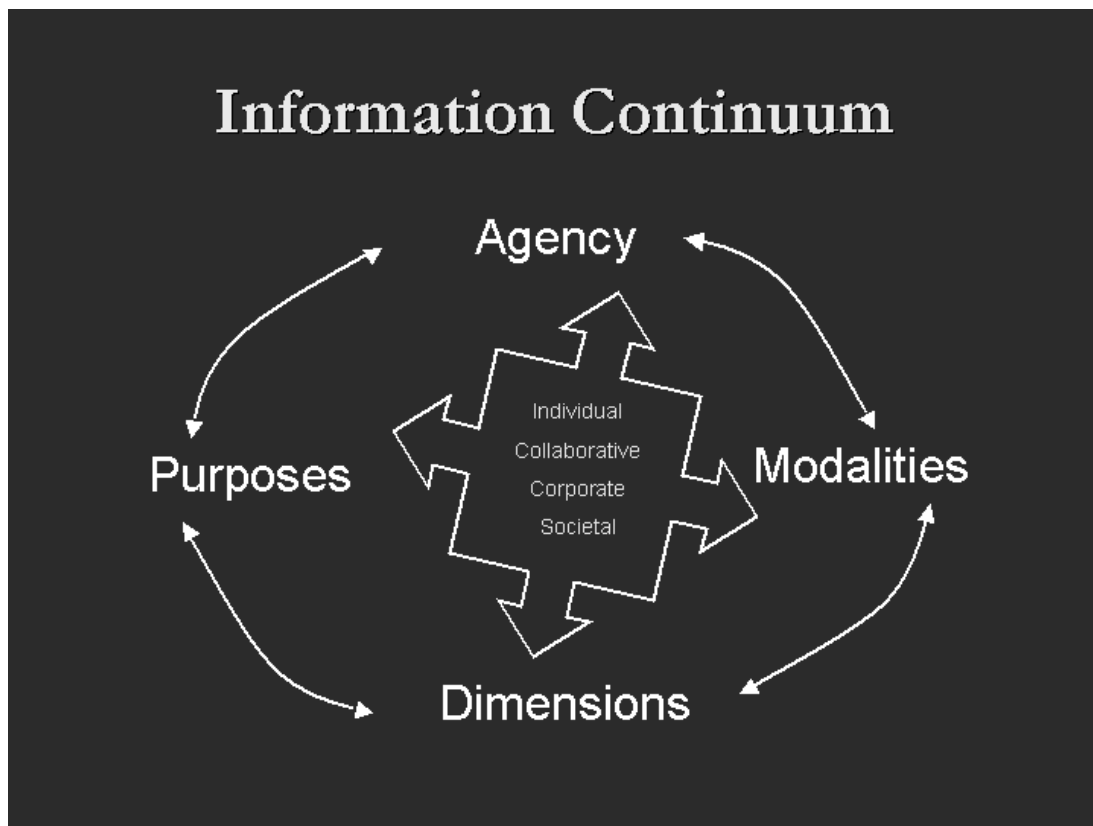 Information Continuum
Agency
Individual
Collaborative
Purposes
Modalities
Corporate
Societal
Dimensions